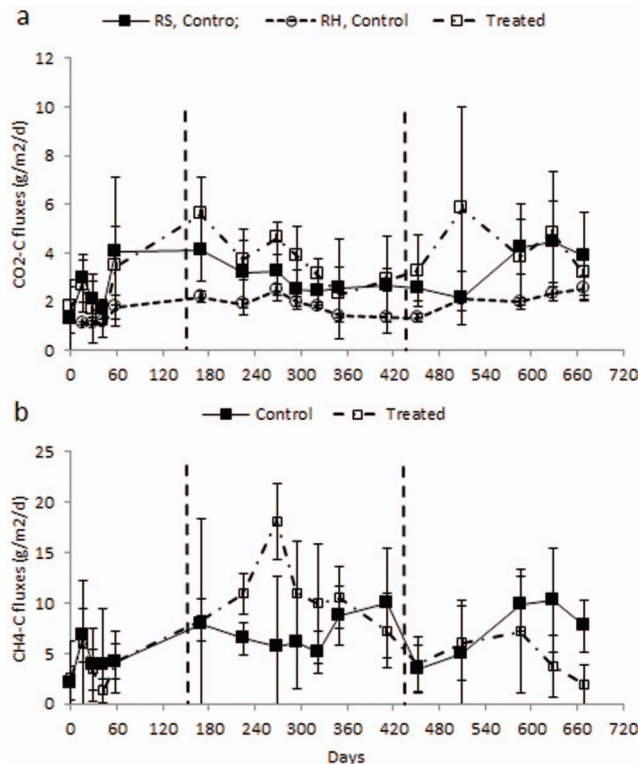 a
RS, Contro; RH, Control Treated
CO2-C fluxes (g/m2/d)
12
10
8
6
4
2
0
0 60 120 180 240 300 360 420 480 540 600 660 720
b
Control Treated
CH4-C fluxes (g/m2/d)
25
20
15
10
5
0
0 60 120 180 240 300 360 420 480 540 600 660 720
Days